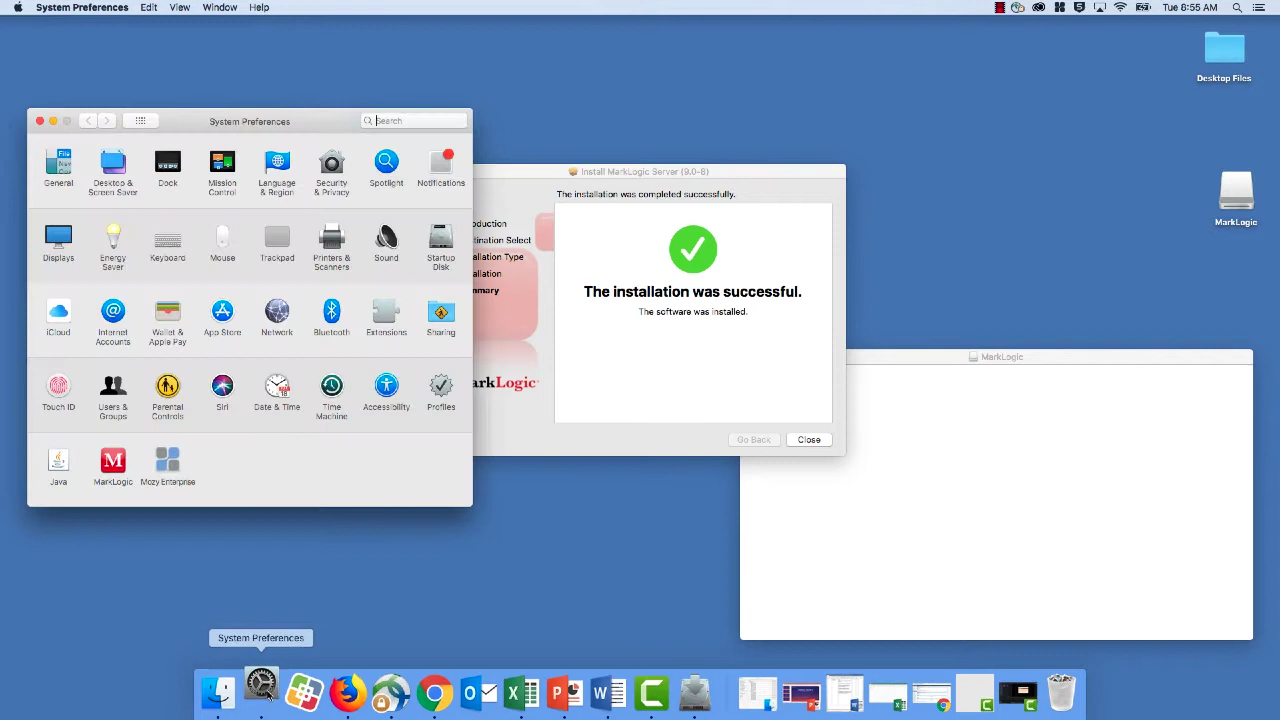 System Preferences Edit View Window Help
Tue 8:55 AM
Desktop Files
MarkLogic
System Preferences
Search
General
Desktop &
Screen Saver
Dock
Mission
Control
Language
& Region
Security
& Privacy
Spotlight
Notifications
Displays
Energy
Saver
Keyboard
Mouse
Trackpad
Printers &
Scanners
Sound
Startup
Disk
iCloud
Internet
Accounts
Wallet &
Apple Pay
App Store
Network
Bluetooth
Extensions
Sharing
Touch ID
Users &
Groups
Parental
Controls
Siri
Date & Time
Time
Machine
Accessibility
Profiles
Java
MarkLogic
Mozy Enterprise
Install MarkLogic Server (9.0-8)
The installation was completed successfully.
oduction
tination Select
allation Type
allation
mmary
arkLogic
The installation was successful.
The software was installed.
Go Back
Close
MarkLogic
System Preferences